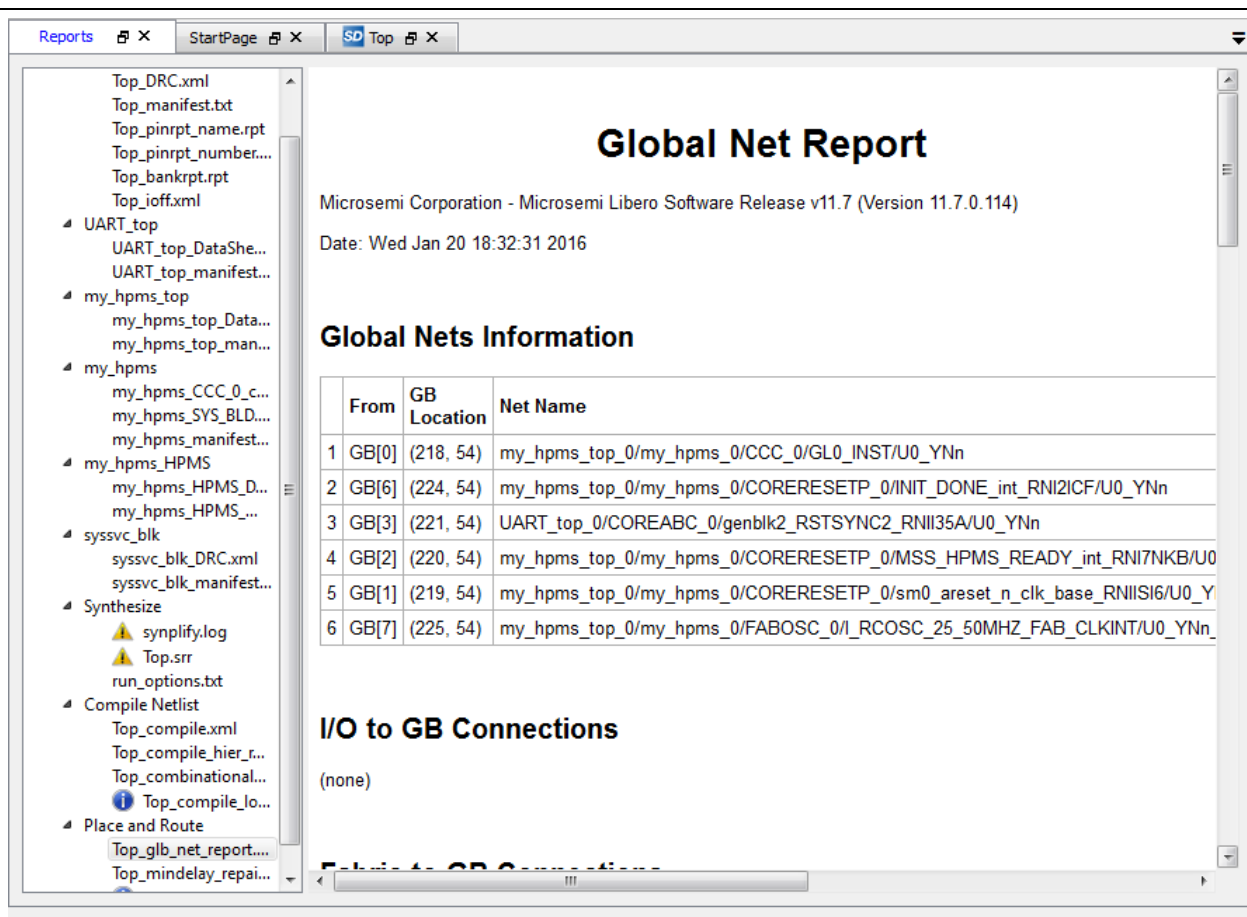 Reports
StartPage
SD Top
Top_DRC.xml
Top_manifest.txt
Top_pinrpt_name.rpt
Top_pinrpt_number....
Top_bankrpt.rpt
Top_ioff.xml
UART_top
UART_top_DataShe...
UART_top_manifest...
my_hpms_top
my_hpms_top_Data...
my_hpms_top_man...
my_hpms
my_hpms_CCC_0_c...
my_hpms_SYS_BLD....
my_hpms_manifest...
my_hpms_HPMS
my_hpms_HPMS_D...
my_hpms_HPMS_...
syssvc_blk
syssvc_blk_DRC.xml
syssvc_blk_manifest...
Synthesize
synplify.log
Top.srr
run_options.txt
Compile Netlist
Top_compile.xml
Top_compile_hier_r...
Top_combinational...
Top_compile_lo...
Place and Route
Top_glb_net_report....
Top_mindelay_repai...
Global Net Report
Microsemi Corporation - Microsemi Libero Software Release v11.7 (Version 11.7.0.114)
Date: Wed Jan 20 18:32:31 2016
Global Nets Information
From GB Location Net Name
1 GB[0] (218, 54) my_hpms_top_0/my_hpms_0/CCC_0/GL0_INST/U0_YNn
2 GB[6] (224, 54) my_hpms_top_0/my_hpms_0/CORERESETP_0/INIT_DONE_int_RNI2ICF/U0_YNn
3 GB[3] (221, 54) UART_top_0/COREABC_0/genblk2_RSTSYNC2_RNII35A/U0_YNn
4 GB[2] (220, 54) my_hpms_top_0/my_hpms_0/CORERESETP_0/MSS_HPMS_READY_int_RNI7NKB/U0
5 GB[1] (219, 54) my_hpms_top_0/my_hpms_0/CORERESETP_0/sm0_areset_n_clk_base_RNIISI6/U0_Y
6 GB[7] (225, 54) my_hpms_top_0/my_hpms_0/FABOSC_0/I_RCOSC_25_50MHZ_FAB_CLKINT/U0_YNn_
I/O to GB Connections
(none)
Fabric to GB Connections